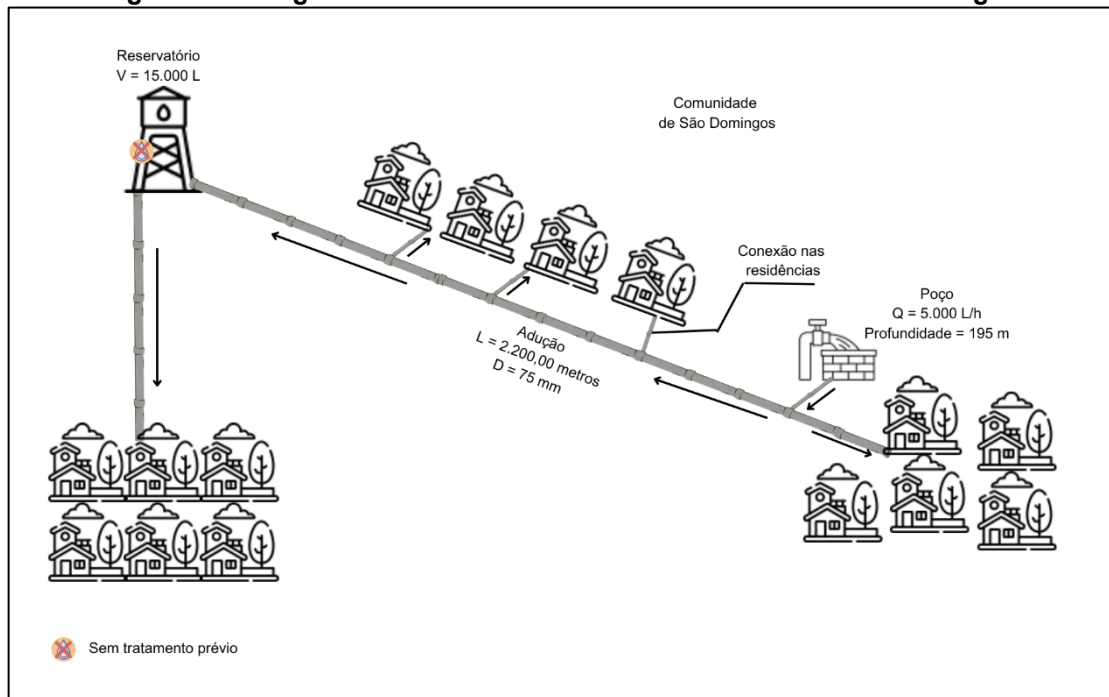 Reservatório
V = 15.000 L
Comunidade
de São Domingos
Conexão nas
residências
Poço
Q = 5.000 L/h
Profundidade = 195 m
Adução
L = 2.200,00 metros
D = 75 mm
Sem tratamento prévio